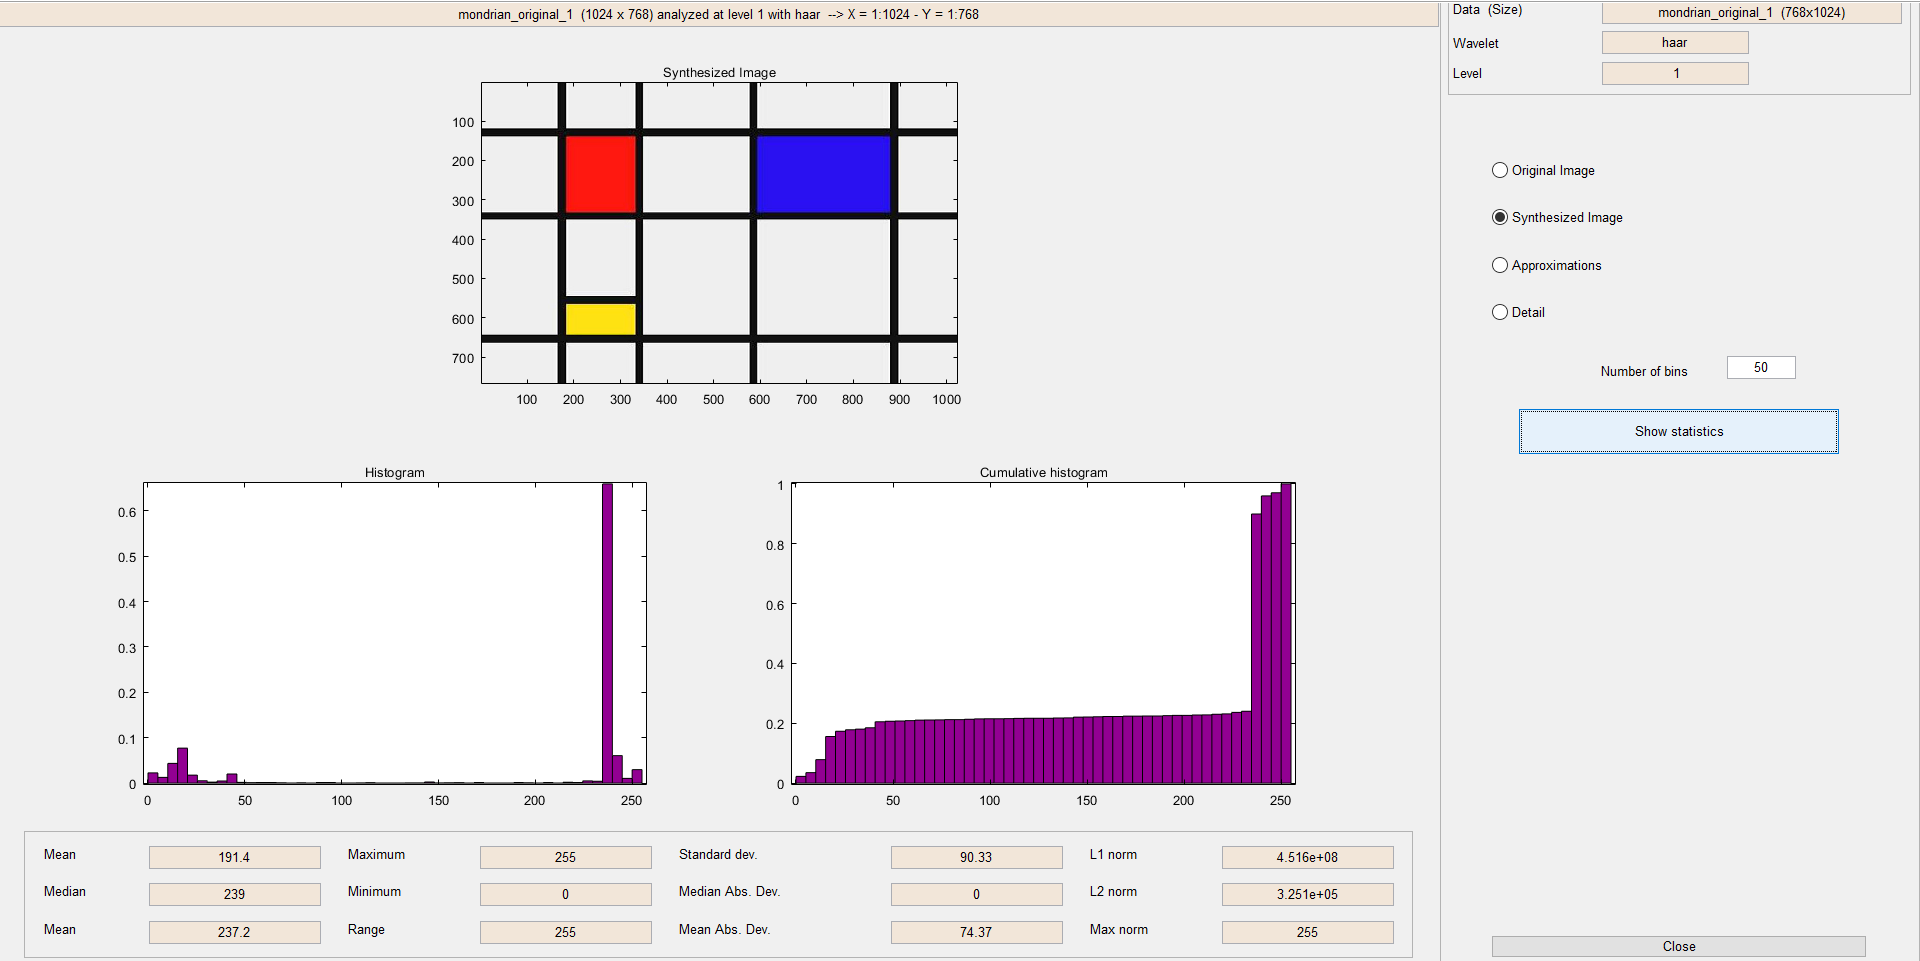 mondrian_original_1  (1024 x 768) analyzed at level 1 with haar  --> X = 1:1024 - Y = 1:768
Data  (Size)
mondrian_original_1  (768x1024)
Wavelet
haar
Level
1
Synthesized Image
100
200
300
400
500
600
700
100 200 300 400 500 600 700 800 900 1000
Original Image
Synthesized Image
Approximations
Detail
Number of bins
50
Show statistics
Histogram
0.6
0.5
0.4
0.3
0.2
0.1
0
0 50 100 150 200 250
Cumulative histogram
1
0.8
0.6
0.4
0.2
0
0 50 100 150 200 250
Mean 191.4 Maximum 255 Standard dev. 90.33 L1 norm 4.516e+08
Median 239 Minimum 0 Median Abs. Dev. 0 L2 norm 3.251e+05
Mean 237.2 Range 255 Mean Abs. Dev. 74.37 Max norm 255
Close